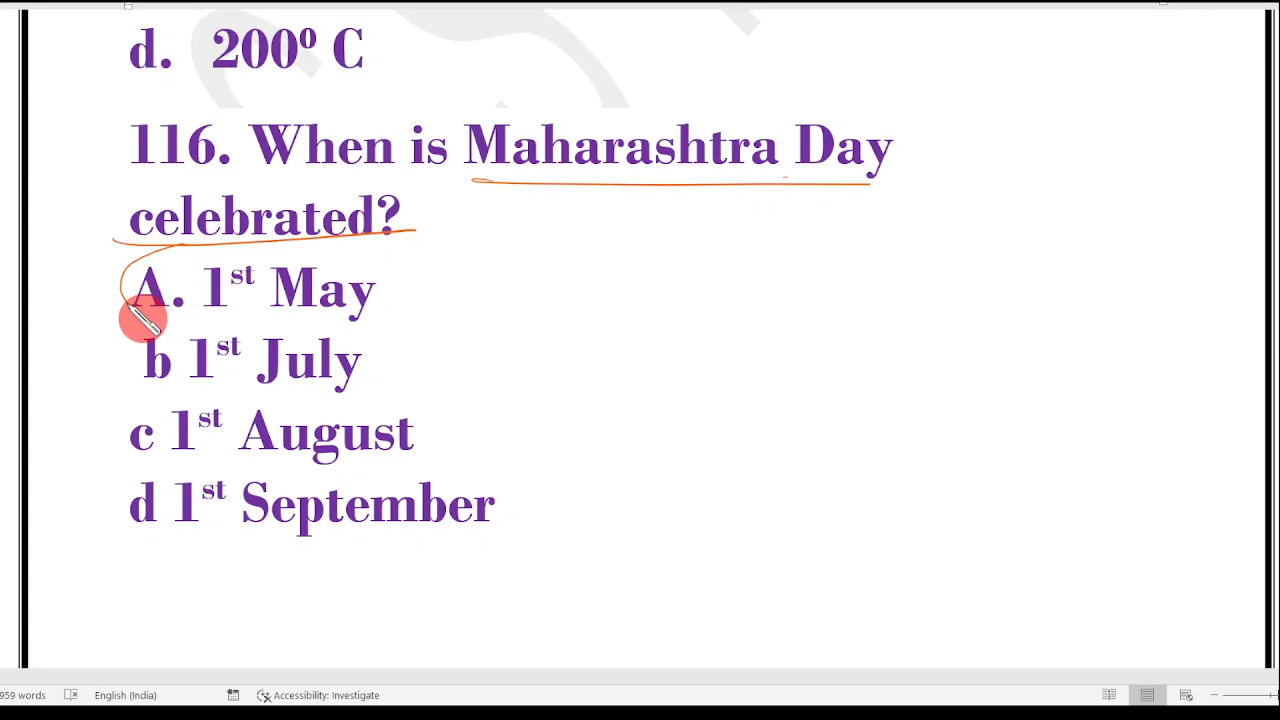 d. 200⁰ C
116. When is Maharashtra Day
celebrated?
A. 1st May
b 1st July
c 1st August
d 1st September
959 words English (India) Accessibility: Investigate